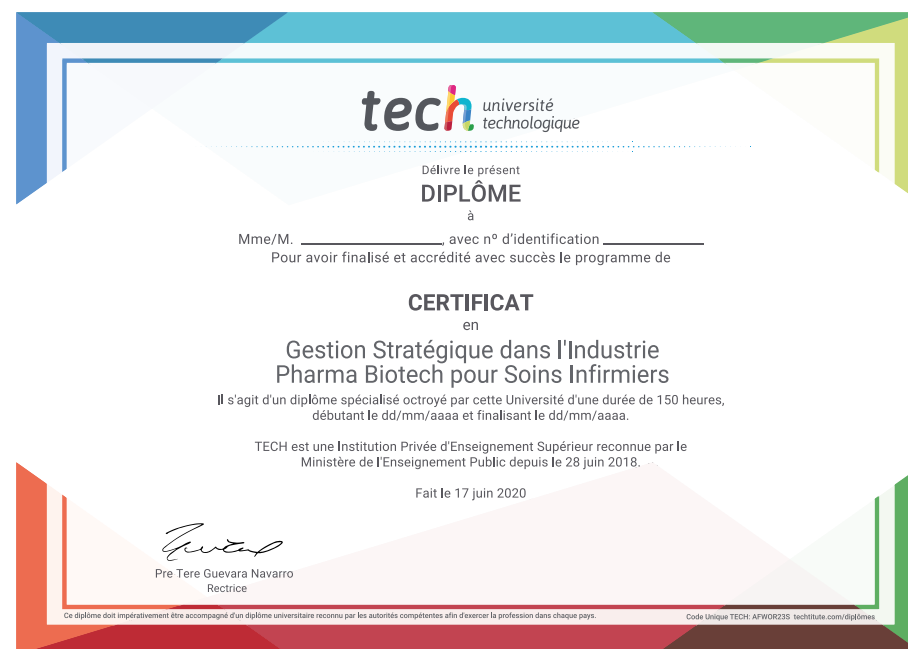 tech université
technologique
Délivre le présent
DIPLÔME
à
Mme/M. ____________________, avec nº d'identification ______________
Pour avoir finalisé et accrédité avec succès le programme de
CERTIFICAT
en
Gestion Stratégique dans l'Industrie
Pharma Biotech pour Soins Infirmiers
Il s'agit d'un diplôme spécialisé octroyé par cette Université d'une durée de 150 heures,
débutant le dd/mm/aaaa et finalisant le dd/mm/aaaa.
TECH est une Institution Privée d'Enseignement Supérieur reconnue par le
Ministère de l'Enseignement Public depuis le 28 juin 2018.
Fait le 17 juin 2020
Pre Tere Guevara Navarro
Rectrice
Ce diplôme doit impérativement être accompagné d'un diplôme universitaire reconnu par les autorités compétentes afin d'exercer la profession dans chaque pays.
Code Unique TECH: AFWOR23S techtitute.com/diplômes